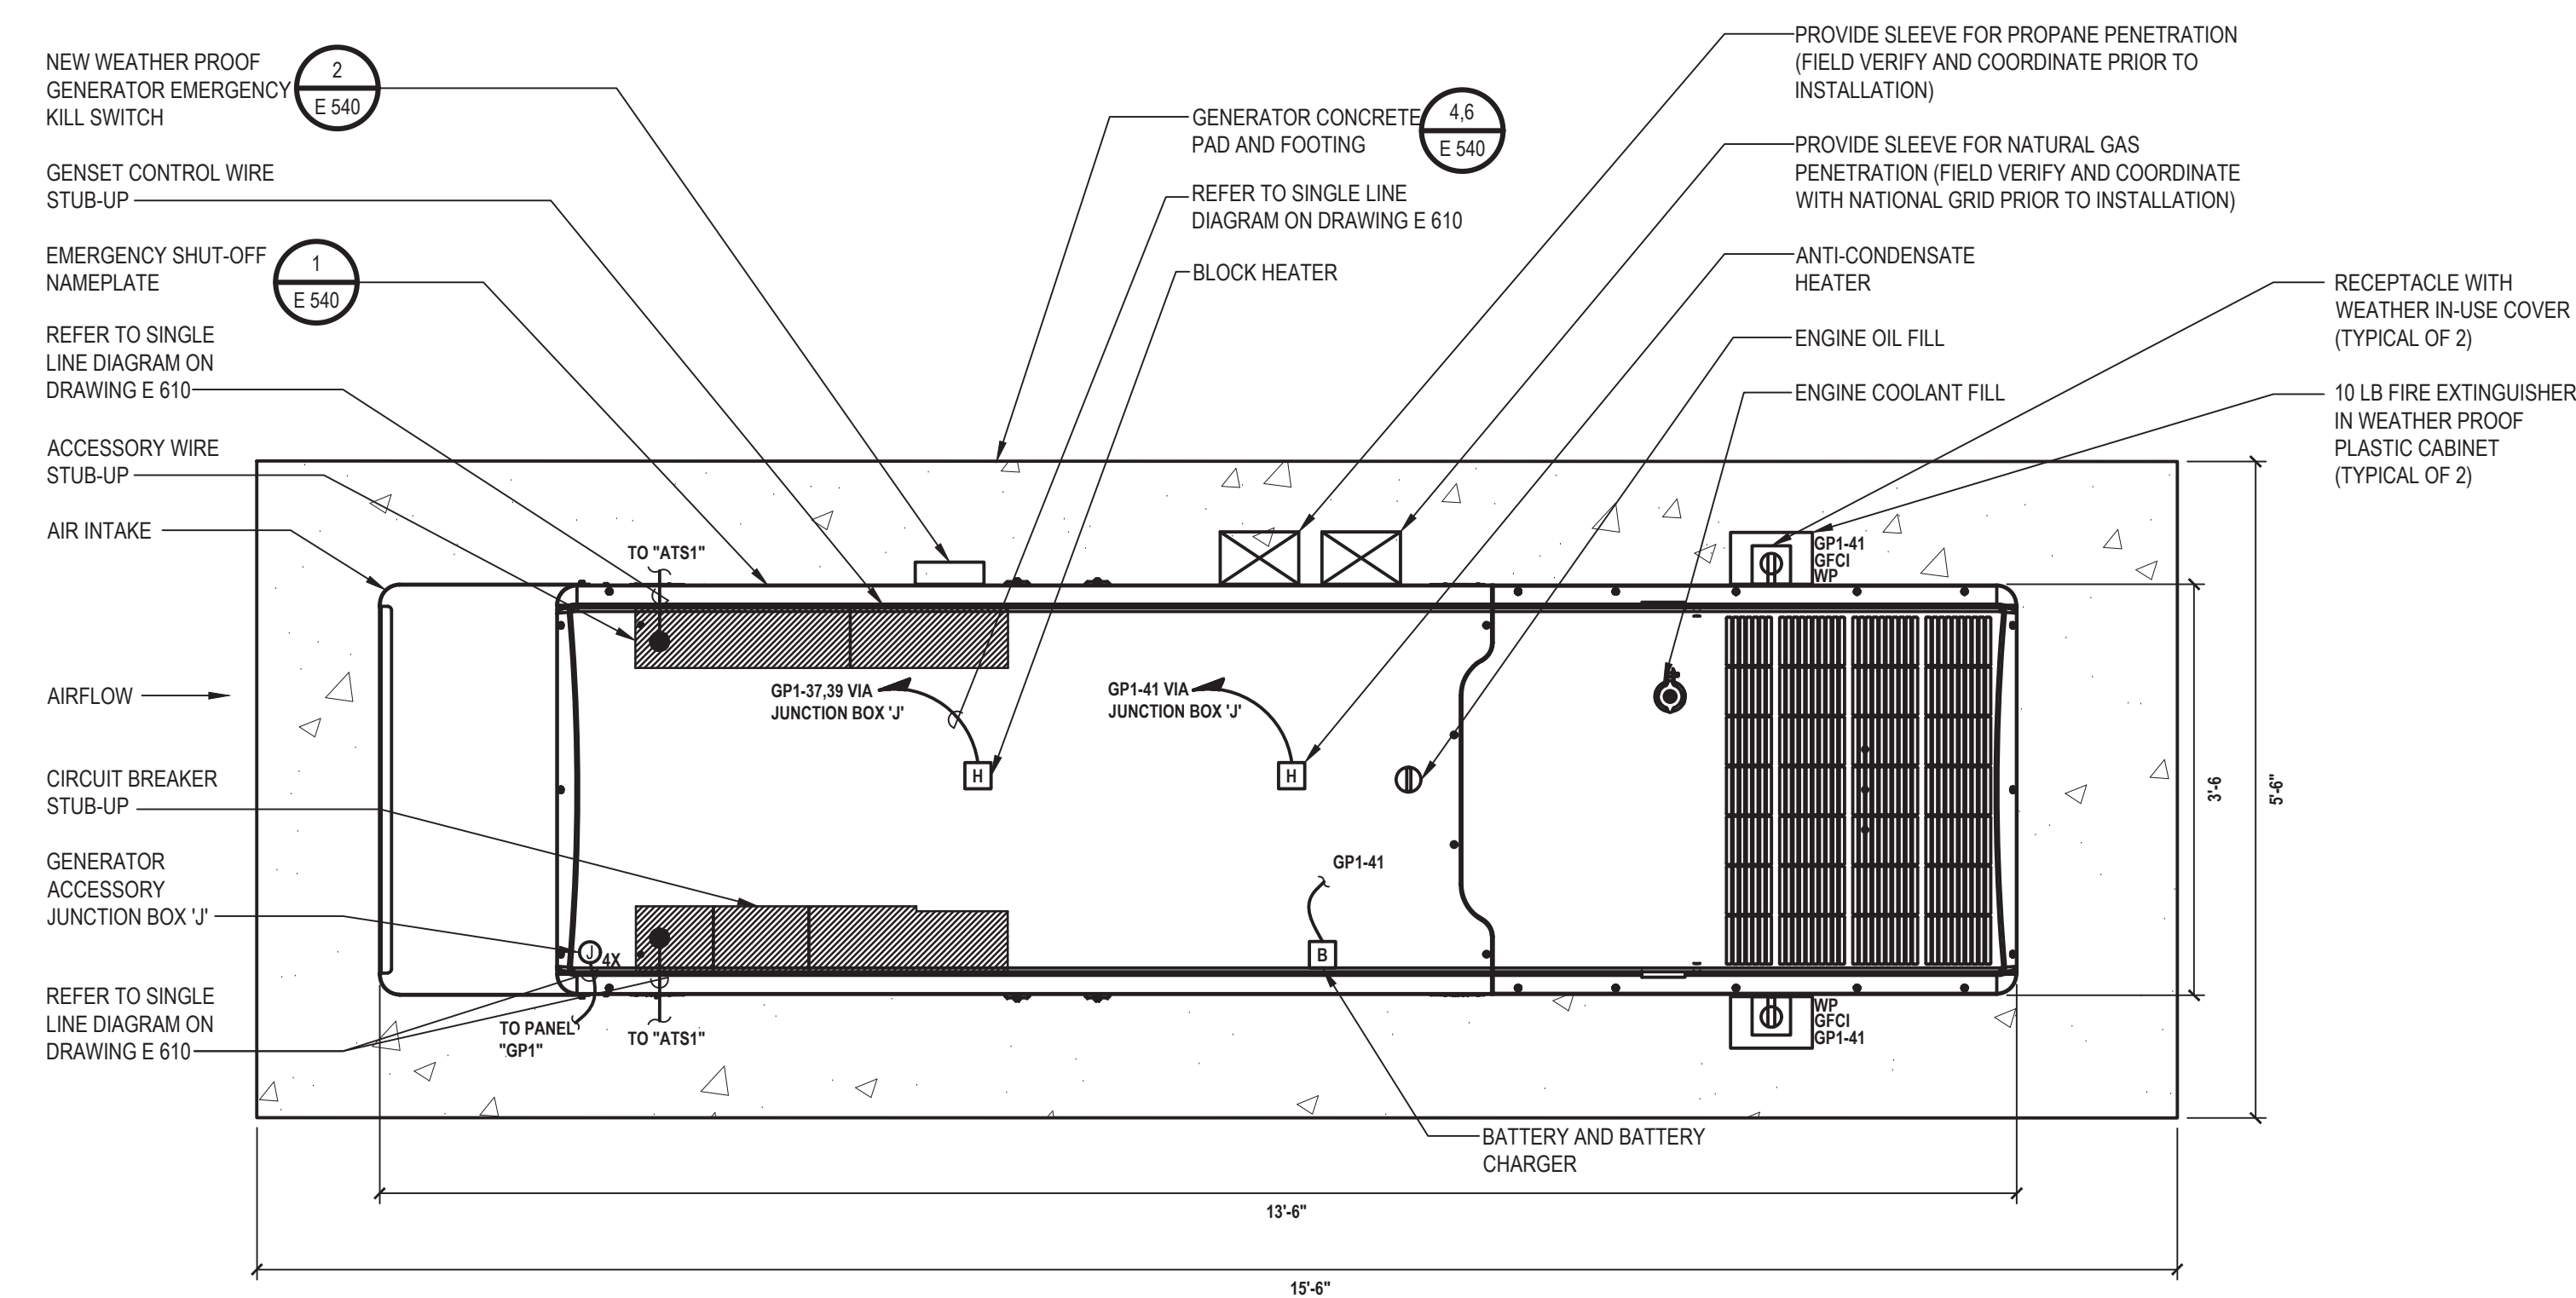 NEW WEATHER PROOF
GENERATOR EMERGENCY
KILL SWITCH
2
E 540
GENSET CONTROL WIRE
STUB-UP
EMERGENCY SHUT-OFF
NAMEPLATE
1
E 540
REFER TO SINGLE
LINE DIAGRAM ON
DRAWING E 610
ACCESSORY WIRE
STUB-UP
AIR INTAKE
AIRFLOW
CIRCUIT BREAKER
STUB-UP
GENERATOR
ACCESSORY
JUNCTION BOX 'J'
REFER TO SINGLE
LINE DIAGRAM ON
DRAWING E 610
GENERATOR CONCRETE
PAD AND FOOTING
4,6
E 540
REFER TO SINGLE LINE
DIAGRAM ON DRAWING E 610
BLOCK HEATER
PROVIDE SLEEVE FOR PROPANE PENETRATION
(FIELD VERIFY AND COORDINATE PRIOR TO
INSTALLATION)
PROVIDE SLEEVE FOR NATURAL GAS
PENETRATION (FIELD VERIFY AND COORDINATE
WITH NATIONAL GRID PRIOR TO INSTALLATION)
ANTI-CONDENSATE
HEATER
ENGINE OIL FILL
ENGINE COOLANT FILL
RECEPTACLE WITH
WEATHER IN-USE COVER
(TYPICAL OF 2)
10 LB FIRE EXTINGUISHER
IN WEATHER PROOF
PLASTIC CABINET
(TYPICAL OF 2)
TO "ATS1"
GP1-41
GFCI
WP
GP1-37,39 VIA
JUNCTION BOX 'J'
H
GP1-41 VIA
JUNCTION BOX 'J'
H
GP1-41
B
J
4X
TO PANEL
"GP1"
TO "ATS1"
WP
GFCI
GP1-41
BATTERY AND BATTERY
CHARGER
3'-6
5'-6"
13'-6"
15'-6"